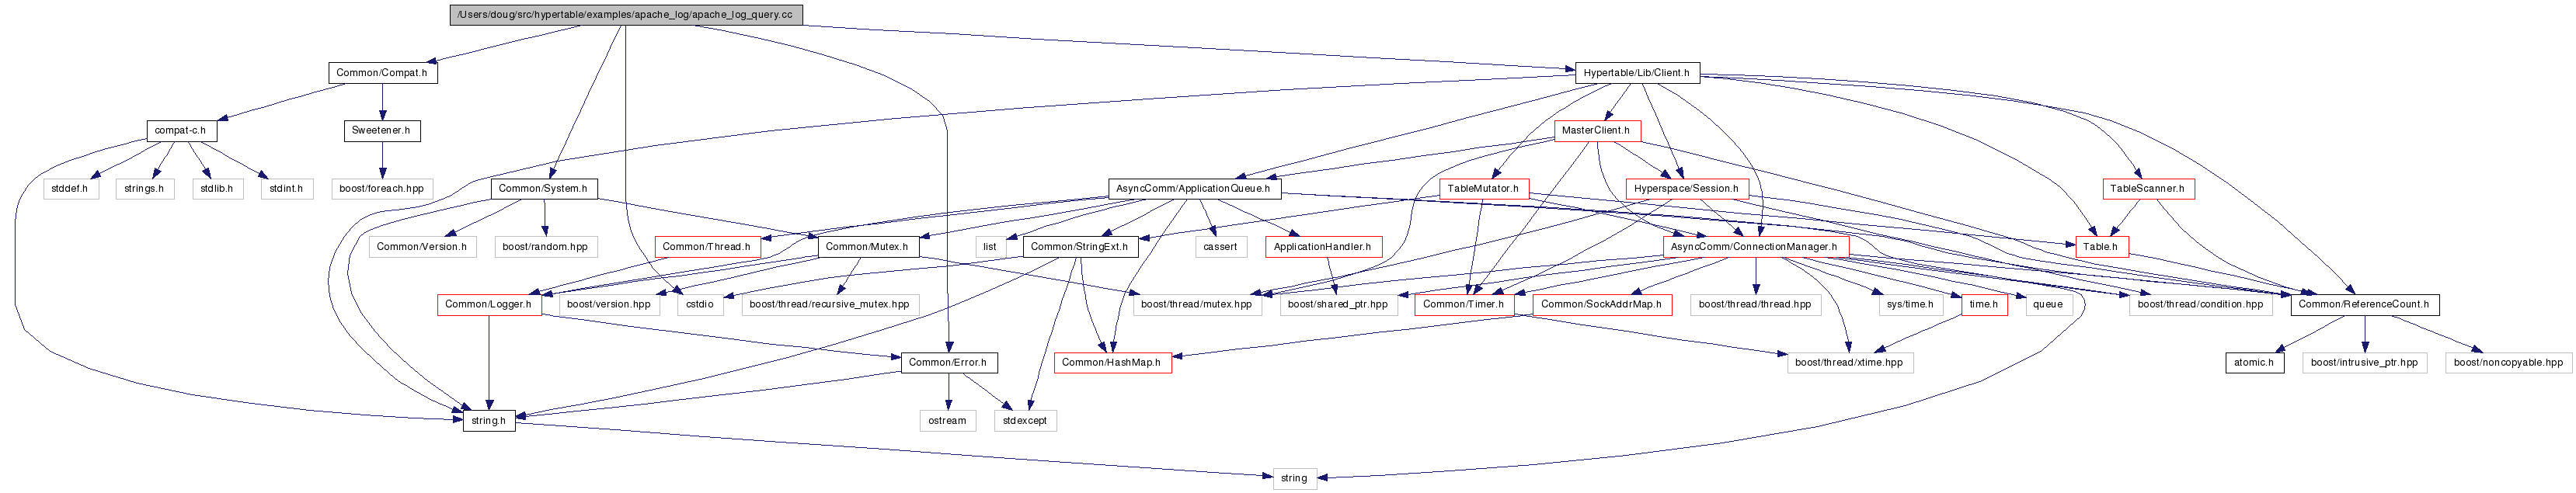 /Users/doug/src/hypertable/examples/apache_log/apache_log_query.cc
Common/Compat.h
Hypertable/Lib/Client.h
compat-c.h
Sweetener.h
MasterClient.h
stddef.h
strings.h
stdlib.h
stdint.h
boost/foreach.hpp
Common/System.h
AsyncComm/ApplicationQueue.h
TableMutator.h
Hyperspace/Session.h
TableScanner.h
Common/Version.h
boost/random.hpp
Common/Thread.h
Common/Mutex.h
list
Common/StringExt.h
cassert
ApplicationHandler.h
AsyncComm/ConnectionManager.h
Table.h
Common/Logger.h
boost/version.hpp
cstdio
boost/thread/recursive_mutex.hpp
boost/thread/mutex.hpp
boost/shared_ptr.hpp
Common/Timer.h
Common/SockAddrMap.h
boost/thread/thread.hpp
sys/time.h
time.h
queue
boost/thread/condition.hpp
Common/ReferenceCount.h
Common/Error.h
Common/HashMap.h
boost/thread/xtime.hpp
atomic.h
boost/intrusive_ptr.hpp
boost/noncopyable.hpp
string.h
ostream
stdexcept
string